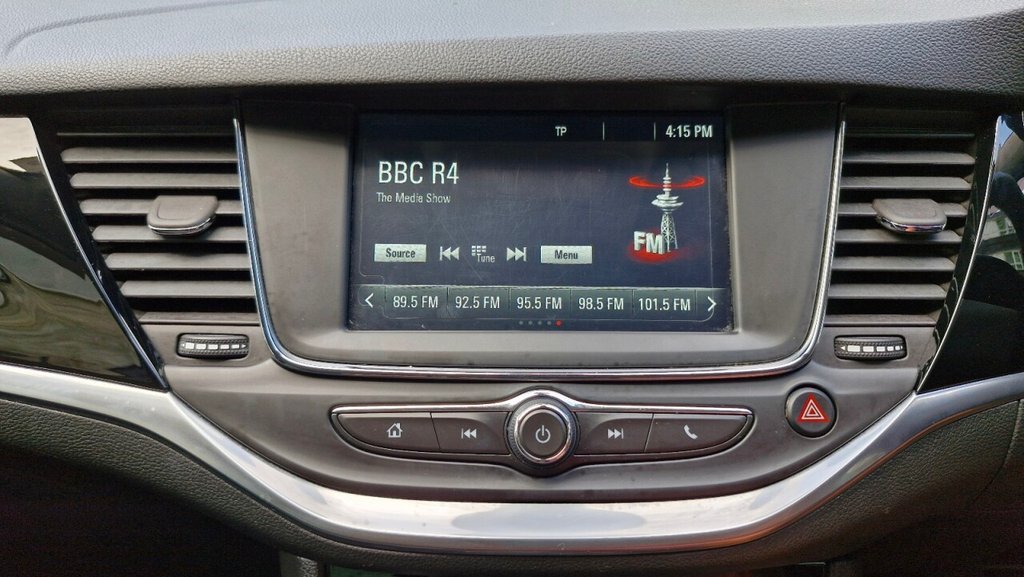 TP 4:15 PM
BBC R4
The Media Show
FM
Source Tune Menu
89.5 FM 92.5 FM 95.5 FM 98.5 FM 101.5 FM